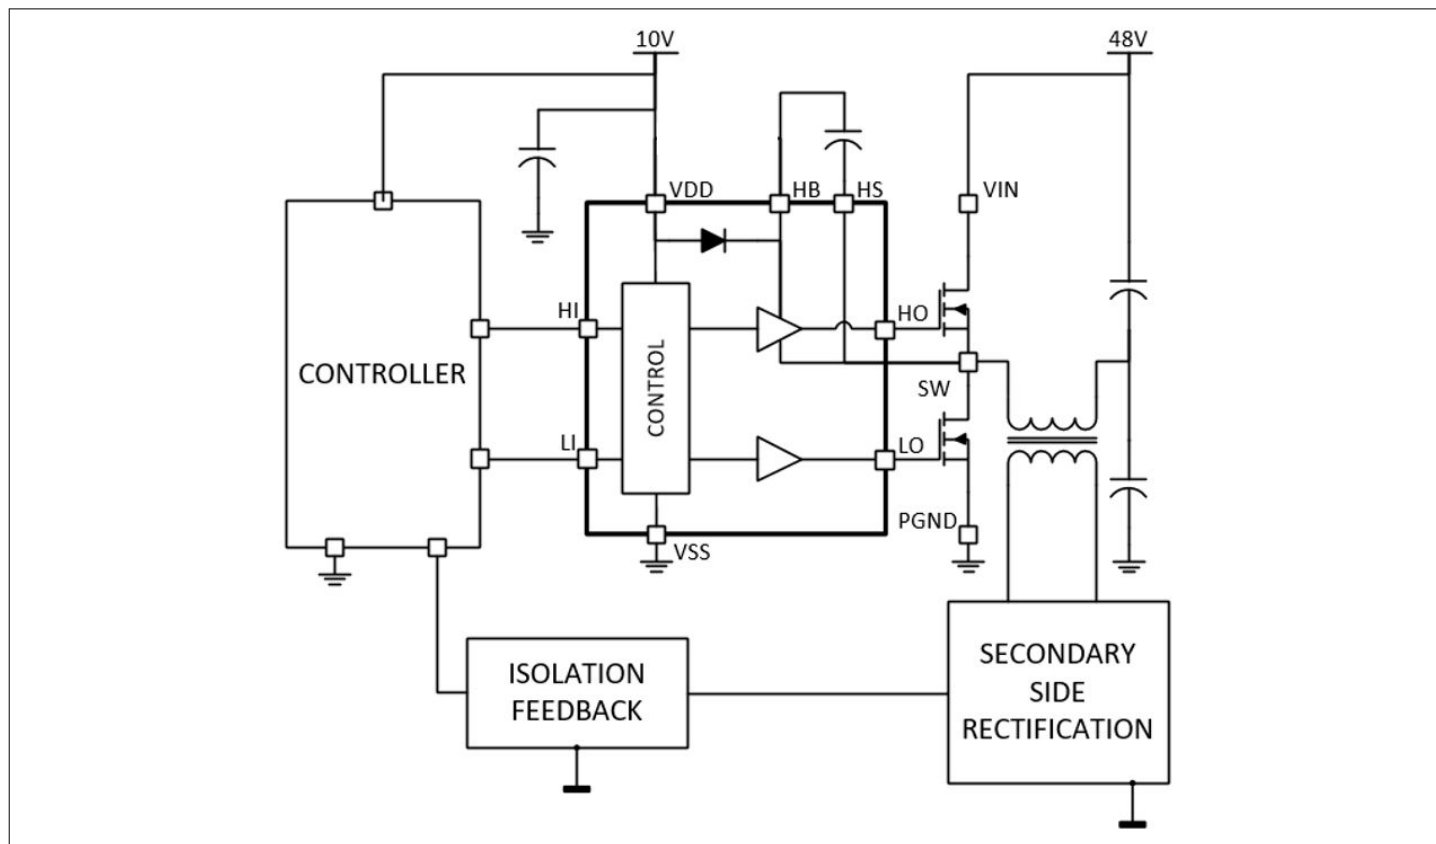 10V
48V
VDD
HB
HS
VIN
HI
HO
CONTROLLER
CONTROL
SW
LI
LO
PGND
VSS
ISOLATION
FEEDBACK
SECONDARY
SIDE
RECTIFICATION